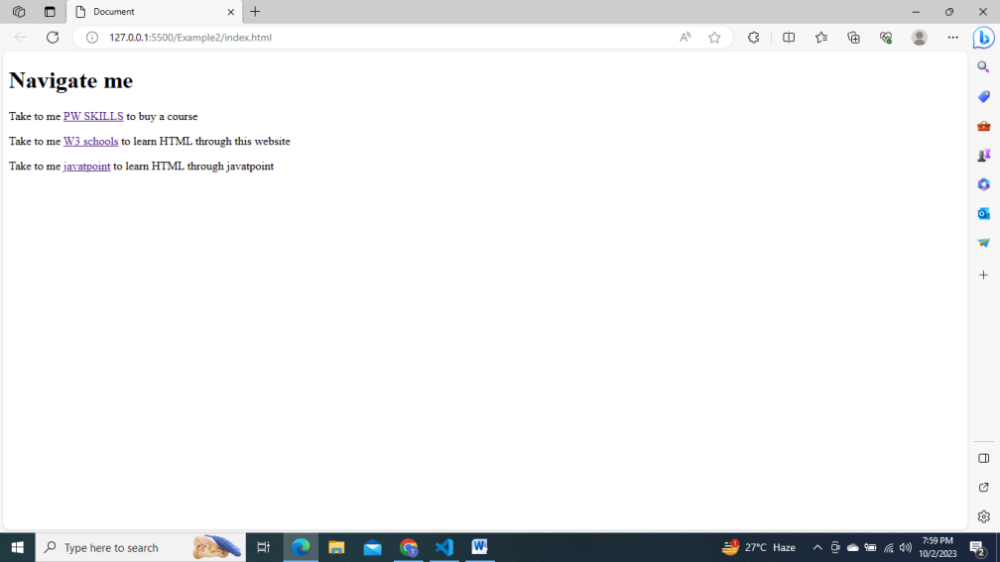 Document
127.0.0.1:5500/Example2/index.html
Navigate me
Take to me PW SKILLS to buy a course
Take to me W3 schools to learn HTML through this website
Take to me javatpoint to learn HTML through javatpoint
Type here to search
27°C Haze
7:59 PM
10/2/2023
2